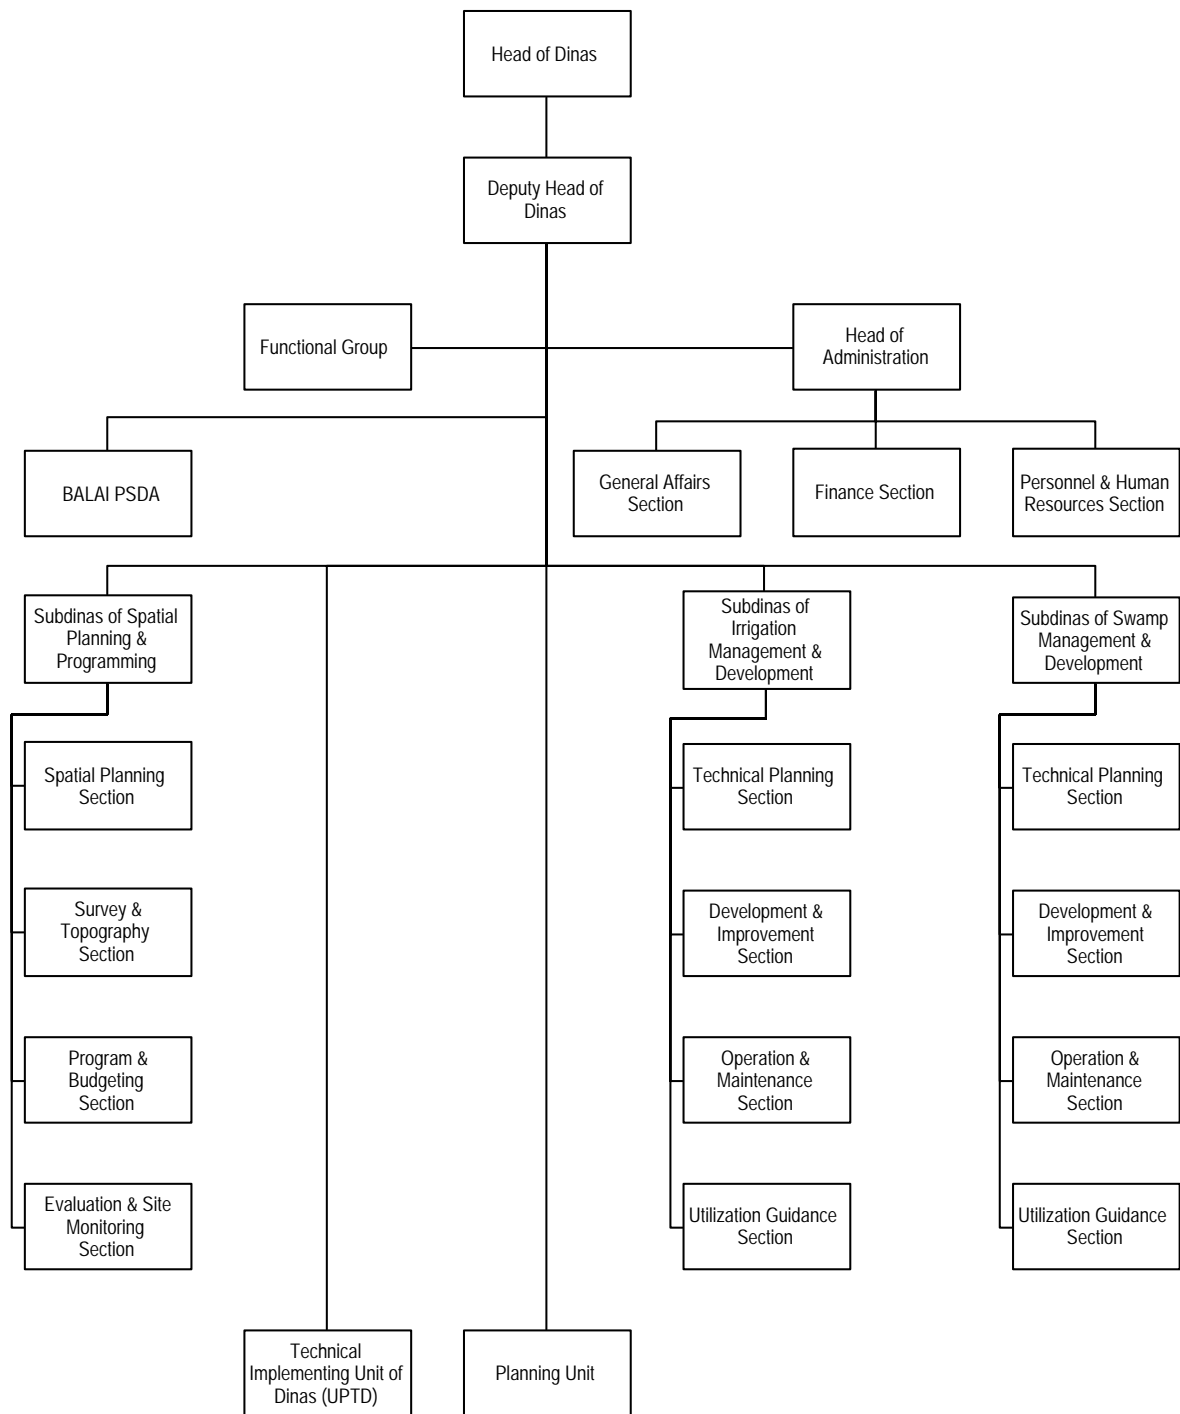 Head of Dinas
Deputy Head of
Dinas
Functional Group
Head of
Administration
BALAI PSDA
General Affairs
Section
Finance Section
Personnel & Human
Resources Section
Subdinas of Spatial
Planning &
Programming
Subdinas of
Irrigation
Management &
Development
Subdinas of Swamp
Management &
Development
Spatial Planning
Section
Technical Planning
Section
Technical Planning
Section
Survey &
Topography
Section
Development &
Improvement
Section
Development &
Improvement
Section
Program &
Budgeting
Section
Operation &
Maintenance
Section
Operation &
Maintenance
Section
Evaluation & Site
Monitoring
Section
Utilization Guidance
Section
Utilization Guidance
Section
Technical
Implementing Unit of
Dinas (UPTD)
Planning Unit